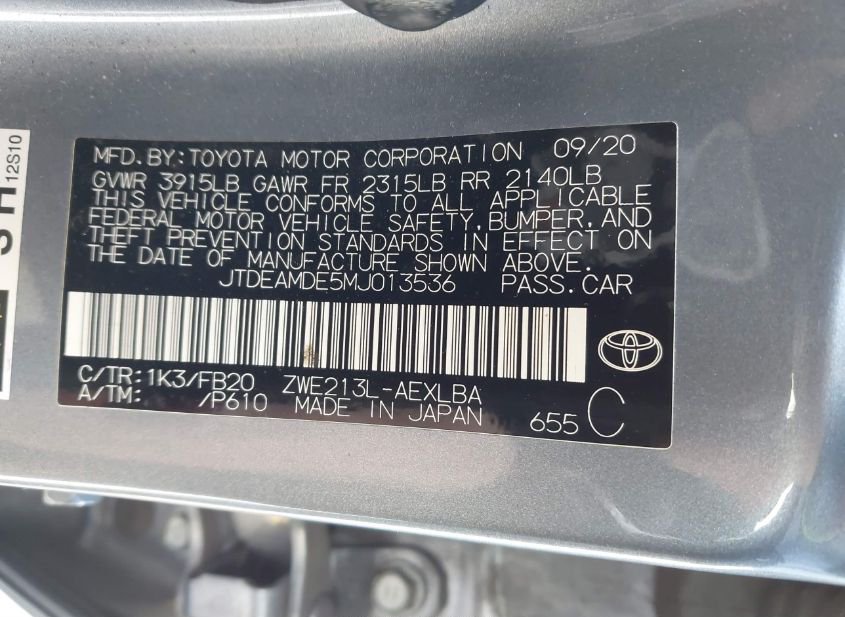 MFD.BY:TOYOTA MOTOR CORPORATION 09/20
GVWR 3915LB GAWR FR 2315LB RR 2140LB
THIS VEHICLE CONFORMS TO ALL APPLICABLE
FEDERAL MOTOR VEHICLE SAFETY,BUMPER,AND
THEFT PREVENTION STANDARDS IN EFFECT ON
THE DATE OF MANUFACTURE SHOWN ABOVE.
JTDEAMDE5MJ013536 PASS.CAR
C/TR:1K3/FB20 ZWE213L-AEXLBA
A/TM: /P610 MADE IN JAPAN 655 C
12S10